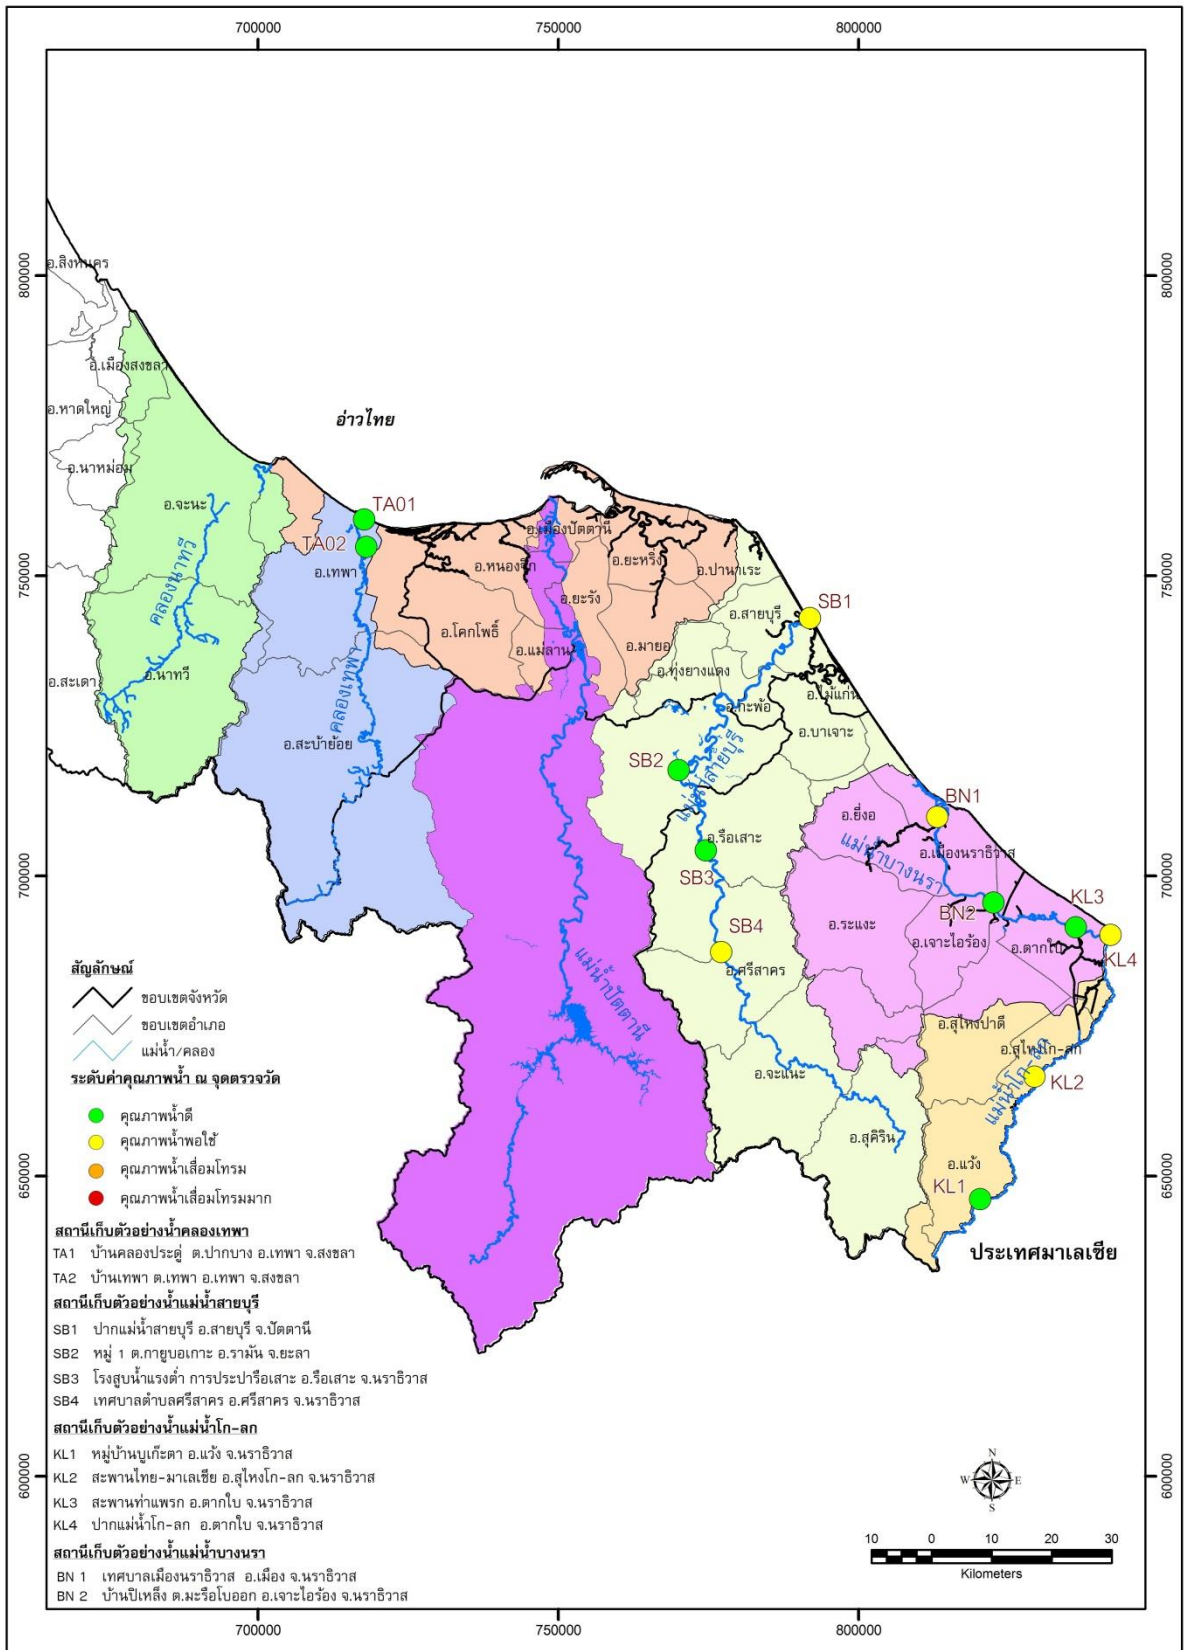 700000 750000 800000
800000 800000
750000 750000
700000 700000
650000 650000
600000 600000
อ.สิงหนคร
อ.เมืองสงขลา
อ.หาดใหญ่
อ.นาหม่อม
อ.จะนะ
คลองนาทวี
อ.สะเดา
อ.นาทวี
อ่าวไทย
TA01
TA02
อ.เทพา
คลองเทพา
อ.สะบ้าย้อย
อ.เมืองปัตตานี
อ.หนองจิก
อ.ยะหริ่ง
อ.ปานาเระ
อ.ยะรัง
อ.โคกโพธิ์
อ.แม่ลาน
อ.มายอ
อ.สายบุรี
SB1
อ.ทุ่งยางแดง
อ.กะพ้อ
อ.ไม้แก่น
อ.บาเจาะ
SB2
แม่น้ำสายบุรี
BN1
อ.ยี่งอ
อ.รือเสาะ
อ.เมืองนราธิวาส
แม่น้ำบางนรา
SB3
BN2
KL3
SB4
อ.ระแงะ
อ.เจาะไอร้อง
อ.ตากใบ
KL4
อ.ศรีสาคร
แม่น้ำปัตตานี
อ.สุไหงปาดี
อ.สุไหงโก-ลก
อ.จะแนะ
KL2
แม่น้ำโก-ลก
อ.สุคิริน
อ.แว้ง
KL1
ประเทศมาเลเซีย
สัญลักษณ์
ขอบเขตจังหวัด
ขอบเขตอำเภอ
แม่น้ำ/คลอง
ระดับค่าคุณภาพน้ำ ณ จุดตรวจวัด
คุณภาพน้ำดี
คุณภาพน้ำพอใช้
คุณภาพน้ำเสื่อมโทรม
คุณภาพน้ำเสื่อมโทรมมาก
สถานีเก็บตัวอย่างน้ำคลองเทพา
TA1 บ้านคลองประดู่ ต.ปากบาง อ.เทพา จ.สงขลา
TA2 บ้านเทพา ต.เทพา อ.เทพา จ.สงขลา
สถานีเก็บตัวอย่างน้ำแม่น้ำสายบุรี
SB1 ปากแม่น้ำสายบุรี อ.สายบุรี จ.ปัตตานี
SB2 หมู่ 1 ต.กายูบอเกาะ อ.รามัน จ.ยะลา
SB3 โรงสูบน้ำแรงต่ำ การประปารือเสาะ อ.รือเสาะ จ.นราธิวาส
SB4 เทศบาลตำบลศรีสาคร อ.ศรีสาคร จ.นราธิวาส
สถานีเก็บตัวอย่างน้ำแม่น้ำโก-ลก
KL1 หมู่บ้านบูเก๊ะตา อ.แว้ง จ.นราธิวาส
KL2 สะพานไทย-มาเลเซีย อ.สุไหงโก-ลก จ.นราธิวาส
KL3 สะพานท่าแพรก อ.ตากใบ จ.นราธิวาส
KL4 ปากแม่น้ำโก-ลก อ.ตากใบ จ.นราธิวาส
สถานีเก็บตัวอย่างน้ำแม่น้ำบางนรา
BN 1 เทศบาลเมืองนราธิวาส อ.เมือง จ.นราธิวาส
BN 2 บ้านปิเหล็ง ต.มะรือโบออก อ.เจาะไอร้อง จ.นราธิวาส
N
W E
S
10 0 10 20 30
Kilometers
700000 750000 800000